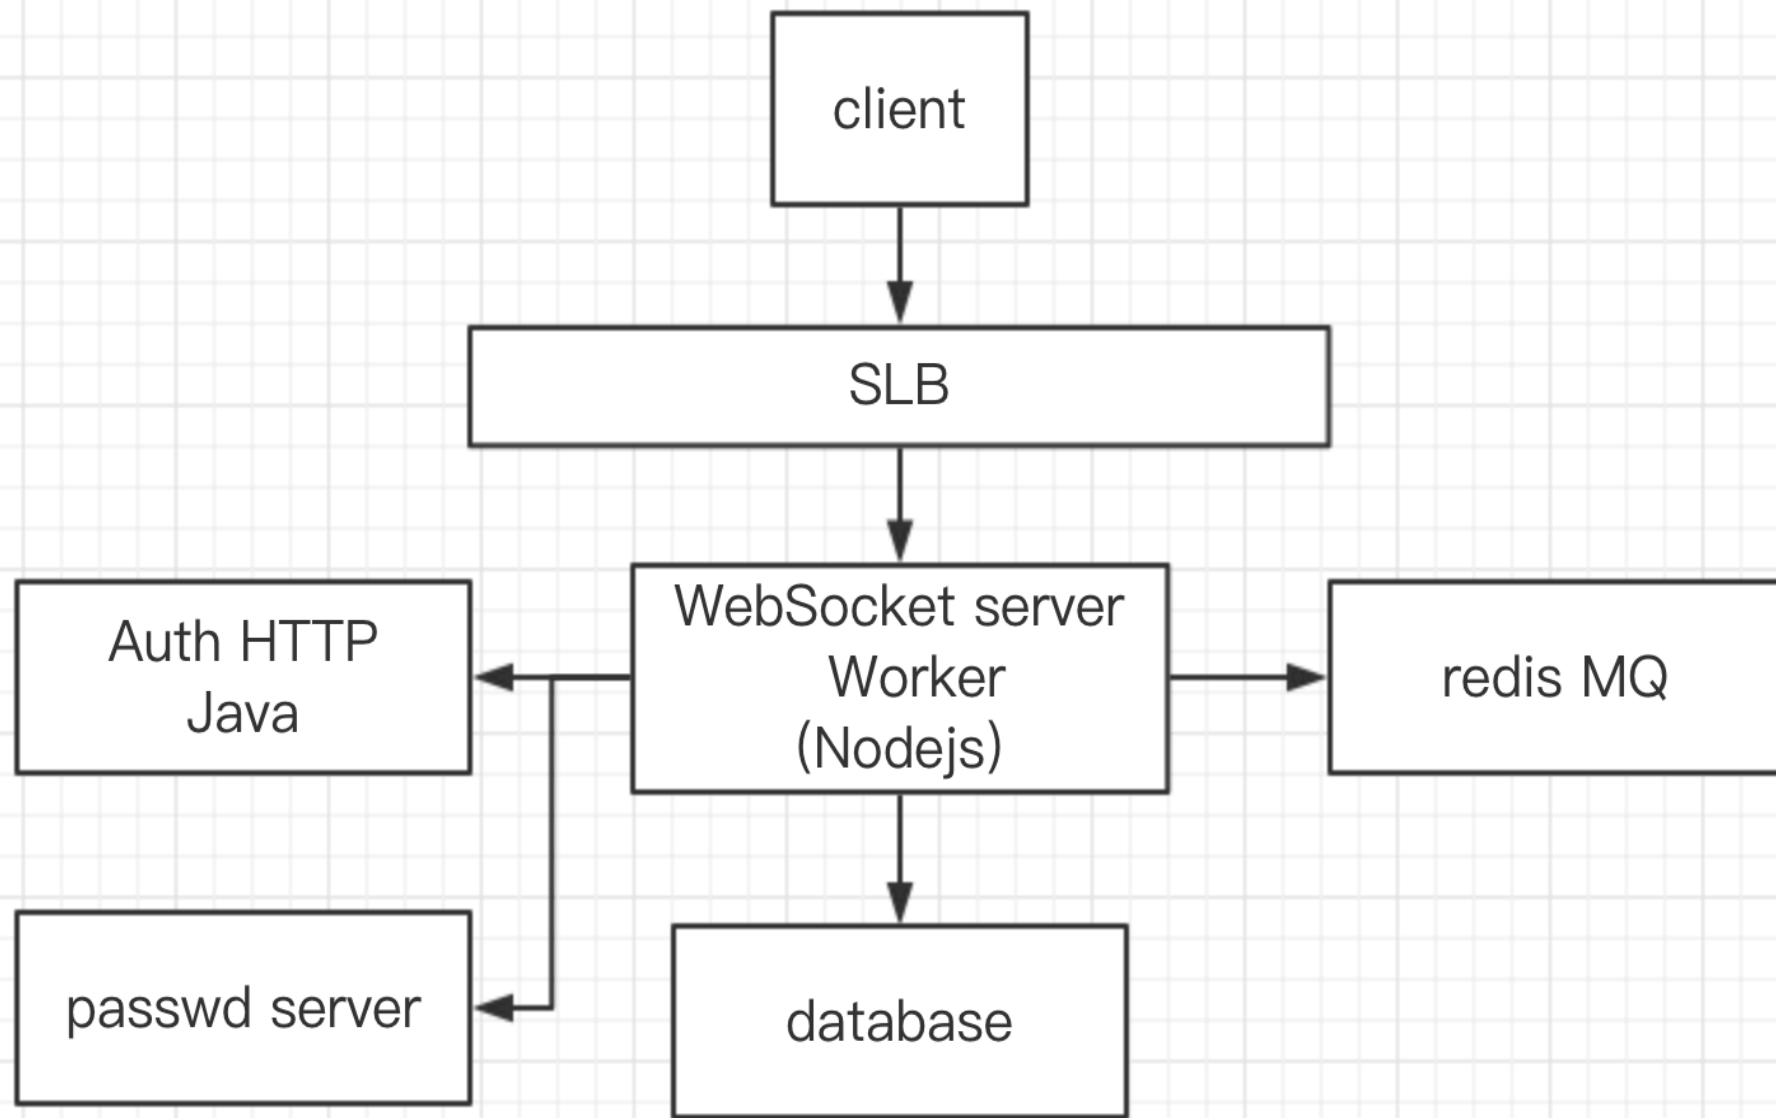 client
SLB
Auth HTTP
Java
WebSocket server
Worker
(Nodejs)
redis MQ
passwd server
database